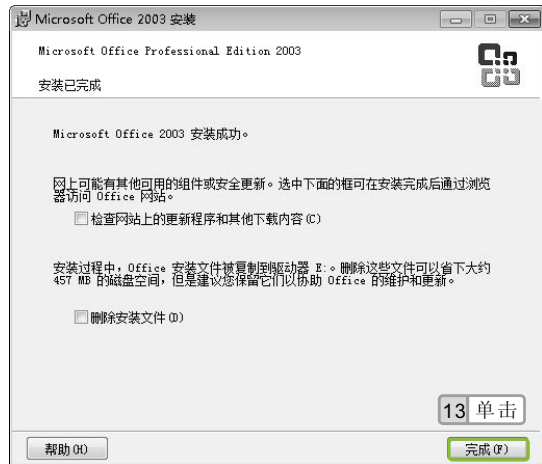 Microsoft Office 2003 安装
Microsoft Office Professional Edition 2003
安装已完成
Microsoft Office 2003 安装成功。
网上可能有其他可用的组件或安全更新。选中下面的框可在安装完成后通过浏览
器访问 Office 网站。
检查网站上的更新程序和其他下载内容(C)
安装过程中，Office 安装文件被复制到驱动器 E:。删除这些文件可以省下大约
457 MB 的磁盘空间，但是建议您保留它们以协助 Office 的维护和更新。
删除安装文件(D)
13 单击
帮助(H) 完成(F)